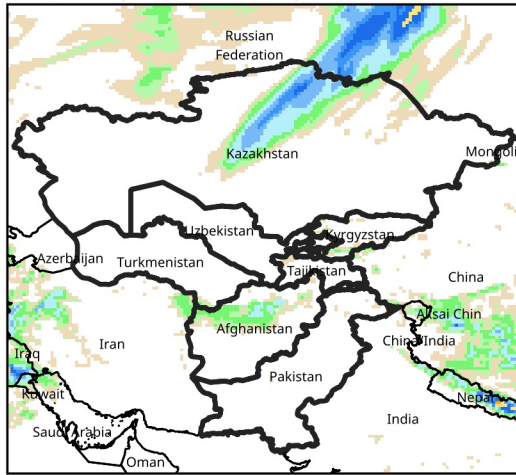 Russian
Federation
Kazakhstan
Mongoli
Uzbekistan
Kyrgyzstan
Azerbaijan
Turkmenistan
Tajikistan
China
Aksai Chin
Afghanistan
Iran
China/India
Iraq
Pakistan
Kuwait
Nepal
India
Saudi Arabia
Oman